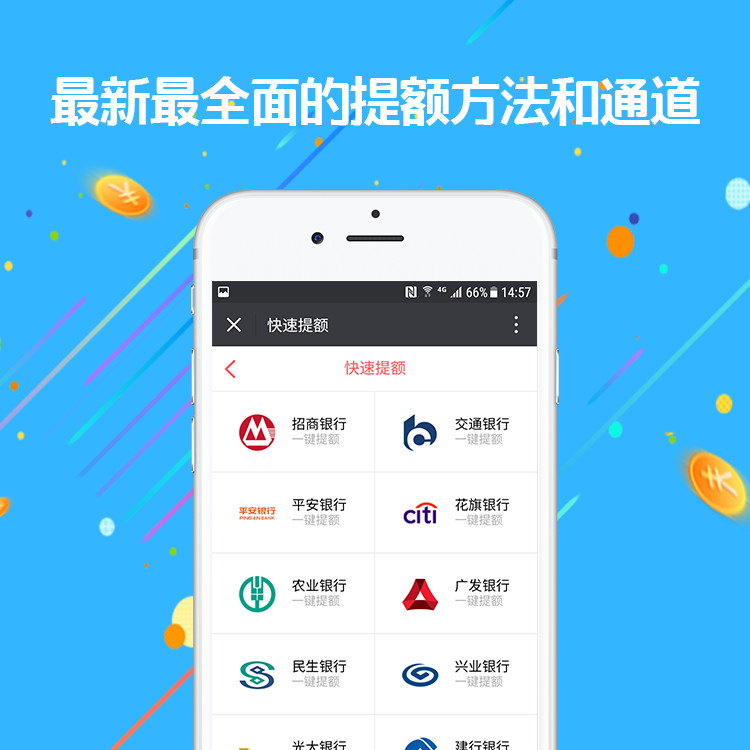 最新最全面的提额方法和通道
4G 66% 14:57
快速提额
快速提额
招商银行
一键提额
交通银行
一键提额
平安银行
PINGAN BANK
平安银行
一键提额
citi
花旗银行
一键提额
农业银行
一键提额
广发银行
一键提额
民生银行
一键提额
兴业银行
一键提额
光大银行
建行银行